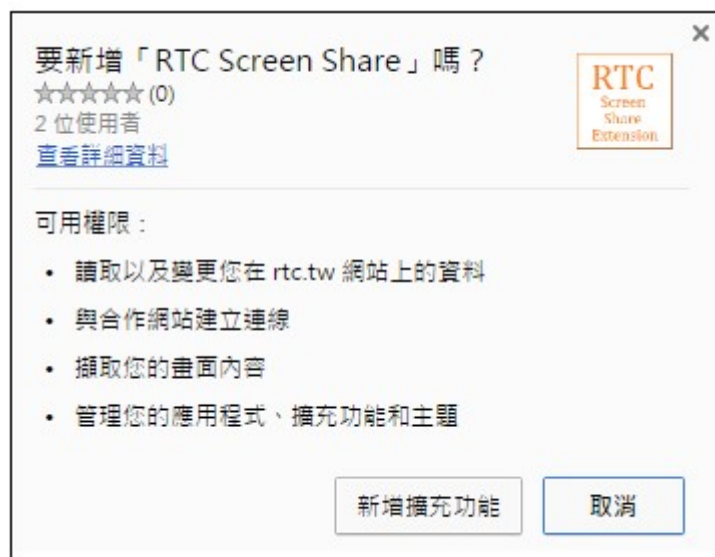 要新增「RTC Screen Share」嗎？
☆☆☆☆☆ (0)
2 位使用者
查看詳細資料
RTC
Screen
Share
Extension
可用權限：
• 讀取以及變更您在 rtc.tw 網站上的資料
• 與合作網站建立連線
• 擷取您的畫面內容
• 管理您的應用程式、擴充功能和主題
新增擴充功能
取消